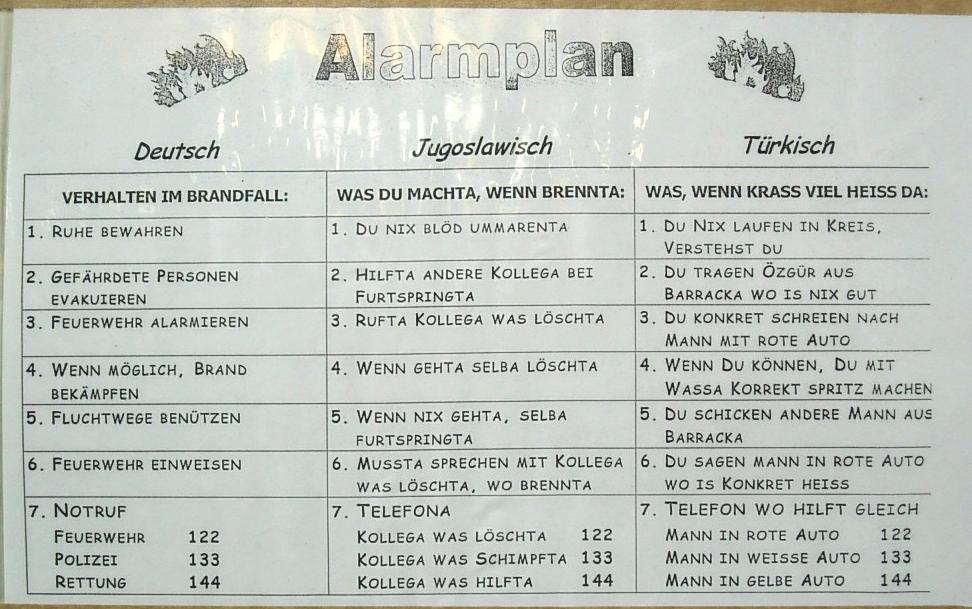 Alarmplan
Deutsch
VERHALTEN IM BRANDFALL:
1. RUHE BEWAHREN
2. GEFÄHRDETE PERSONEN
EVAKUIEREN
3. FEUERWEHR ALARMIEREN
4. WENN MÖGLICH, BRAND
BEKÄMPFEN
5. FLUCHTWEGE BENÜTZEN
6. FEUERWEHR EINWEISEN
7. NOTRUF
FEUERWEHR 122
POLIZEI 133
RETTUNG 144
Jugoslawisch
WAS DU MACHTA, WENN BRENNTA:
1. DU NIX BLÖD UMMARENTA
2. HILFTA ANDERE KOLLEGA BEI
FURTSPRINGTA
3. RUFTA KOLLEGA WAS LÖSCHTA
4. WENN GEHTA SELBA LÖSCHTA
5. WENN NIX GEHTA, SELBA
FURTSPRINGTA
6. MUSSTA SPRECHEN MIT KOLLEGA
WAS LÖSCHTA, WO BRENNTA
7. TELEFONA
KOLLEGA WAS LÖSCHTA 122
KOLLEGA WAS SCHIMPFTA 133
KOLLEGA WAS HILFTA 144
Türkisch
WAS, WENN KRASS VIEL HEISS DA:
1. DU NIX LAUFEN IN KREIS,
VERSTEHST DU
2. DU TRAGEN ÖZGÜR AUS
BARRACKA WO IS NIX GUT
3. DU KONKRET SCHREIEN NACH
MANN MIT ROTE AUTO
4. WENN DU KÖNNEN, DU MIT
WASSA KORREKT SPRITZ MACHEN
5. DU SCHICKEN ANDERE MANN AUS
BARRACKA
6. DU SAGEN MANN IN ROTE AUTO
WO IS KONKRET HEISS
7. TELEFON WO HILFT GLEICH
MANN IN ROTE AUTO 122
MANN IN WEISSE AUTO 133
MANN IN GELBE AUTO 144